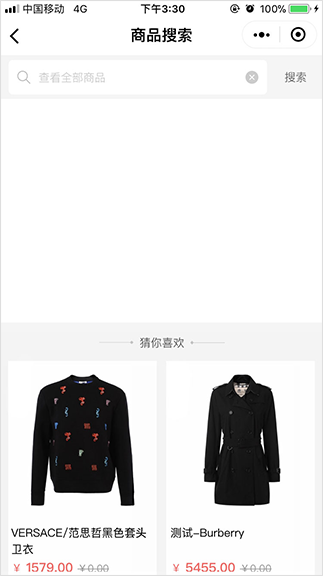 中国移动 4G 下午3:30 100%
商品搜索
查看全部商品 搜索
猜你喜欢
VERSACE/范思哲黑色套头
卫衣
测试-Burberry
¥ 1579.00 ¥0.00
¥ 5455.00 ¥0.00